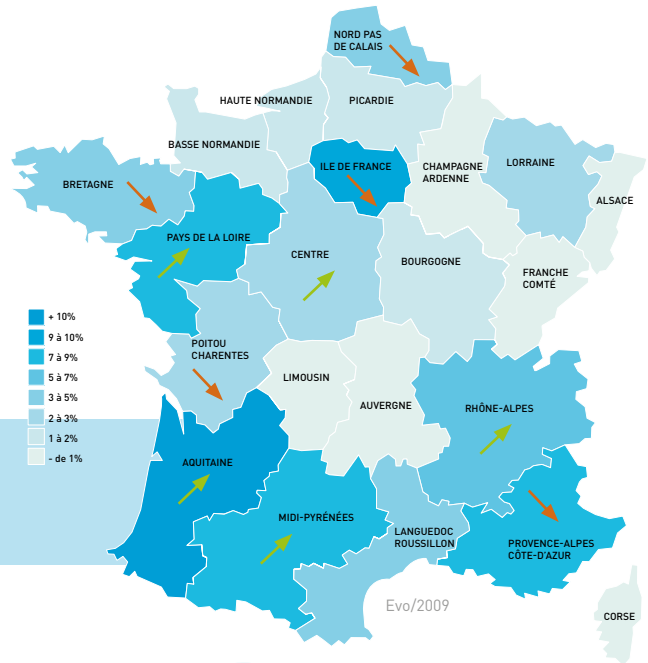 NORD PAS
DE CALAIS
HAUTE NORMANDIE
PICARDIE
BASSE NORMANDIE
ILE DE FRANCE
CHAMPAGNE
ARDENNE
LORRAINE
ALSACE
BRETAGNE
PAYS DE LA LOIRE
CENTRE
BOURGOGNE
FRANCHE
COMTÉ
+ 10%
9 à 10%
7 à 9%
5 à 7%
3 à 5%
2 à 3%
1 à 2%
- de 1%
POITOU
CHARENTES
LIMOUSIN
AUVERGNE
RHÔNE-ALPES
AQUITAINE
MIDI-PYRÉNÉES
LANGUEDOC
ROUSSILLON
PROVENCE-ALPES
CÔTE-D'AZUR
Evo/2009
CORSE